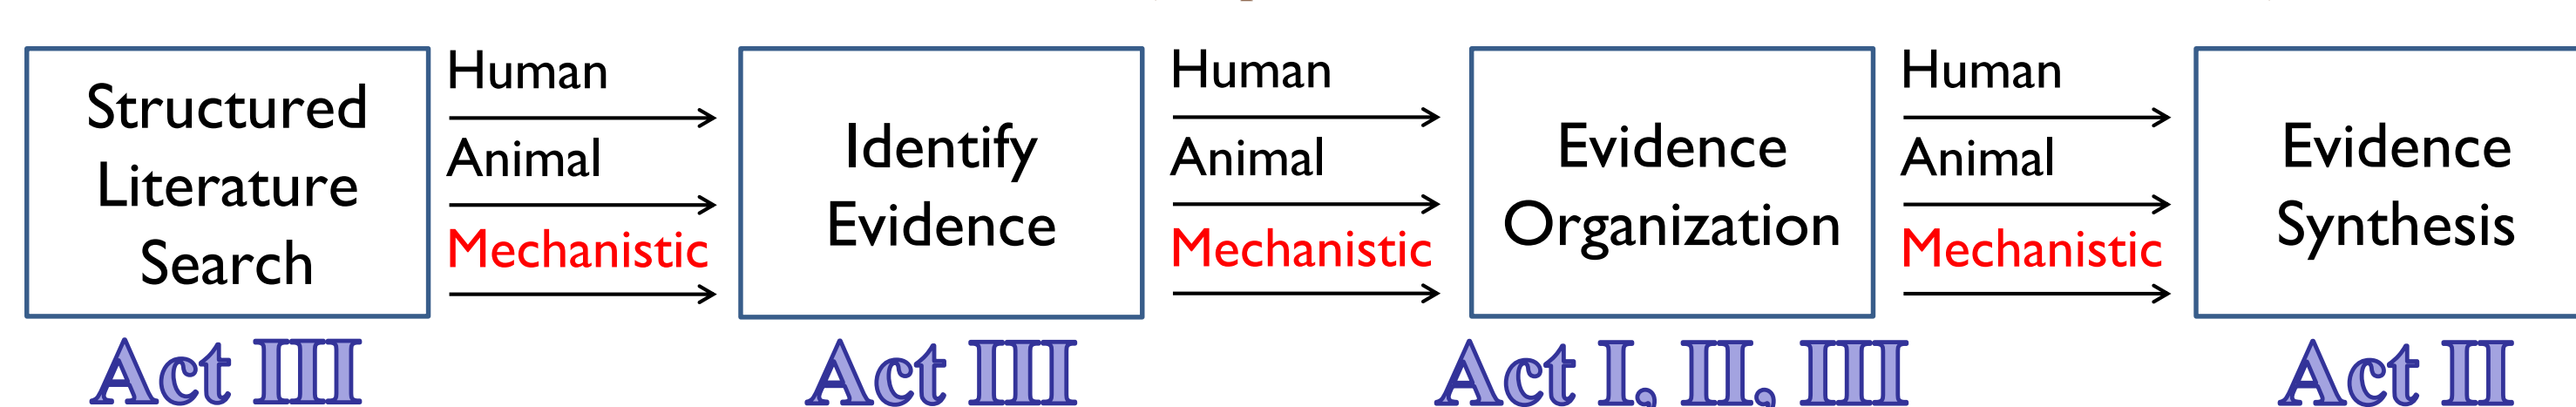 Structured
Literature
Search
Human
Animal
Mechanistic
Identify
Evidence
Human
Animal
Mechanistic
Evidence
Organization
Human
Animal
Mechanistic
Evidence
Synthesis
Act III
Act III
Act I, II, III
Act II